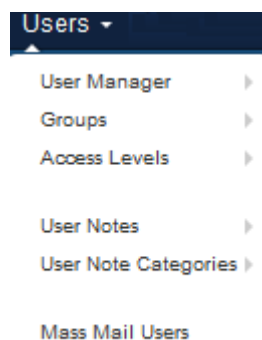 Users
User Manager
Groups
Access Levels
User Notes
User Note Categories
Mass Mail Users